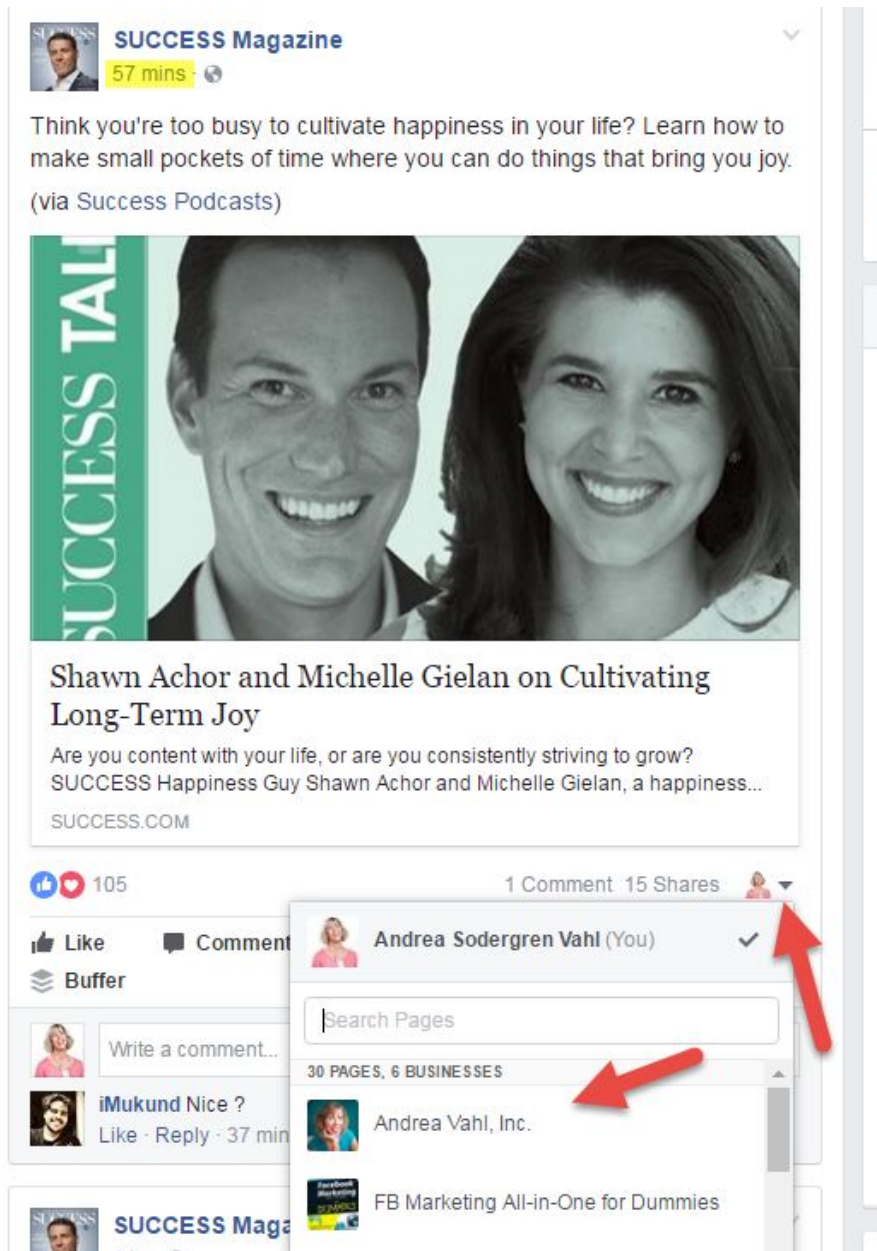 SUCCESS Magazine
57 mins ·
Think you're too busy to cultivate happiness in your life? Learn how to
make small pockets of time where you can do things that bring you joy.
(via Success Podcasts)
SUCCESS TAL
Shawn Achor and Michelle Gielan on Cultivating
Long-Term Joy
Are you content with your life, or are you consistently striving to grow?
SUCCESS Happiness Guy Shawn Achor and Michelle Gielan, a happiness...
SUCCESS.COM
105 1 Comment 15 Shares
Like Comment
Buffer
Andrea Sodergren Vahl (You)
Search Pages
Write a comment...
30 PAGES, 6 BUSINESSES
iMukund Nice ?
Like · Reply · 37 min
Andrea Vahl, Inc.
Facebook
Marketing
DUMMIES
FB Marketing All-in-One for Dummies
SUCCESS Maga